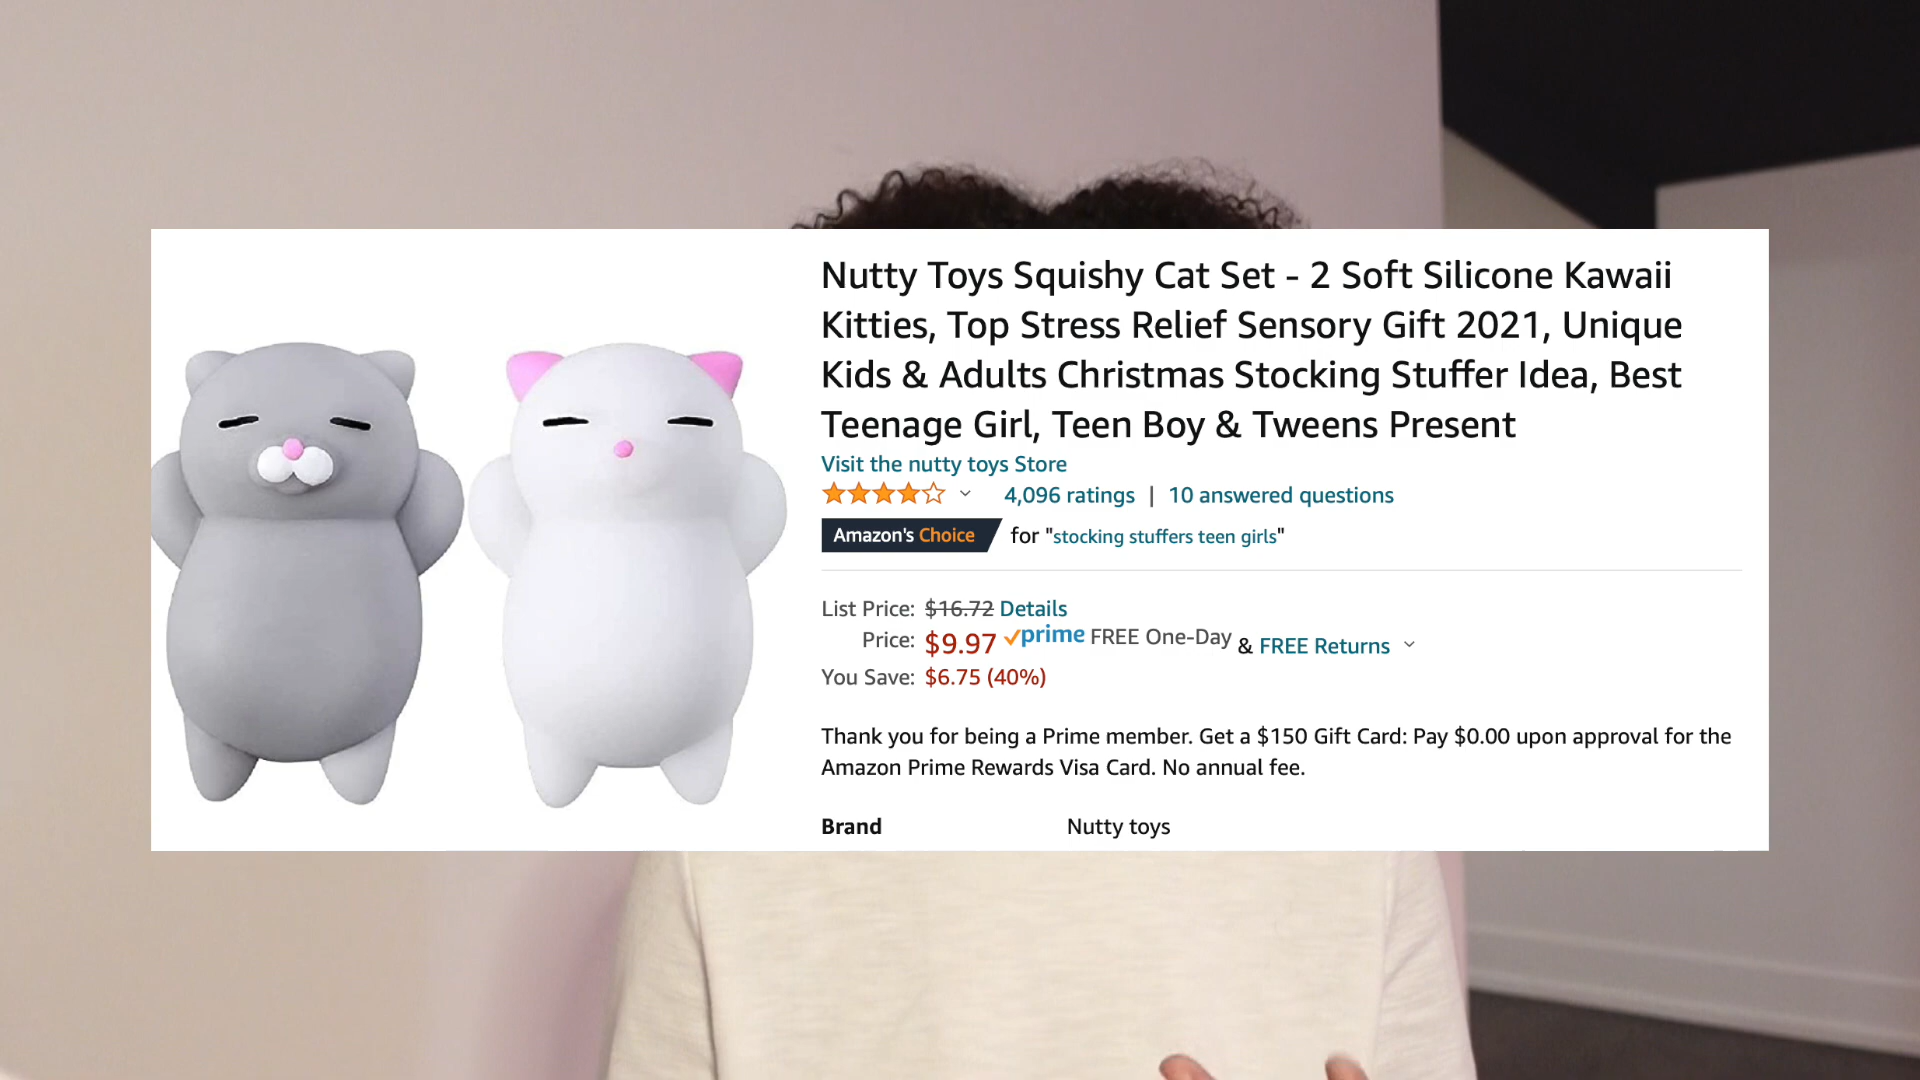 Nutty Toys Squishy Cat Set - 2 Soft Silicone Kawaii
Kitties, Top Stress Relief Sensory Gift 2021, Unique
Kids & Adults Christmas Stocking Stuffer Idea, Best
Teenage Girl, Teen Boy & Tweens Present
Visit the nutty toys Store
4,096 ratings | 10 answered questions
Amazon's Choice for "stocking stuffers teen girls"
List Price: $16.72 Details
Price: $9.97 prime FREE One-Day & FREE Returns
You Save: $6.75 (40%)
Thank you for being a Prime member. Get a $150 Gift Card: Pay $0.00 upon approval for the
Amazon Prime Rewards Visa Card. No annual fee.
Brand Nutty toys